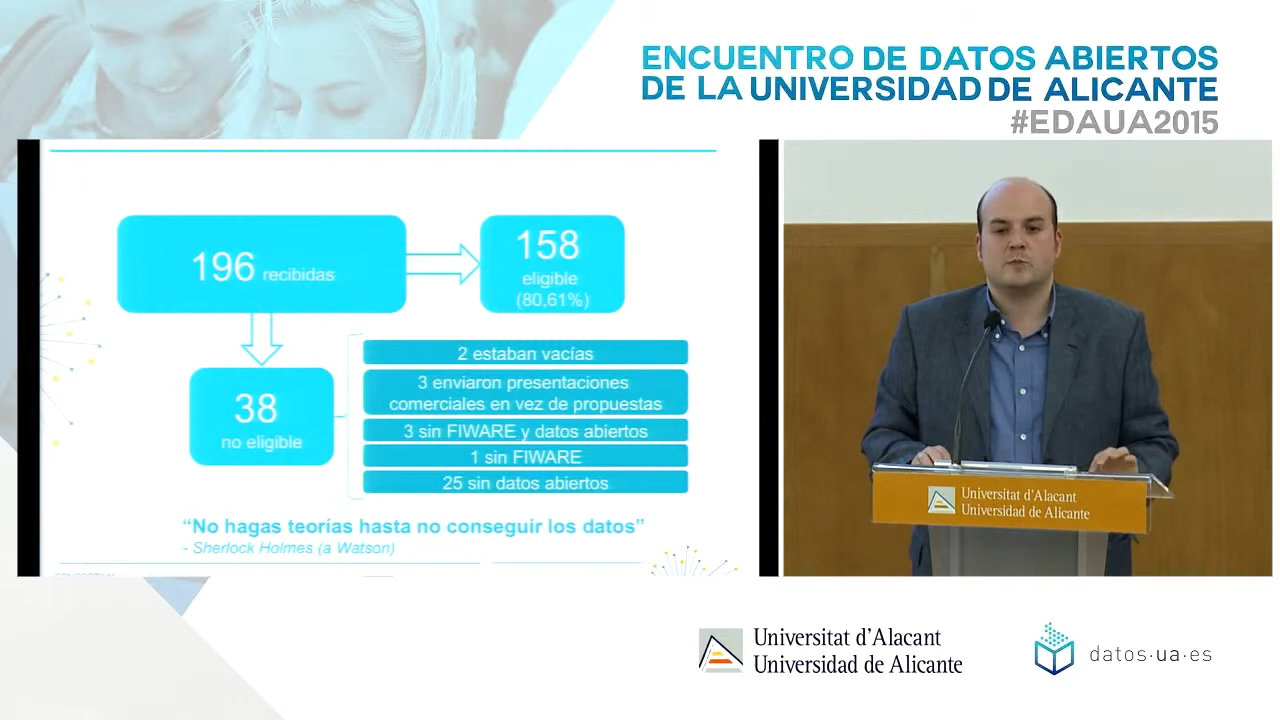 ENCUENTRO DE DATOS ABIERTOS
DE LA UNIVERSIDAD DE ALICANTE
#EDAUA2015
196 recibidas
158
eligible
(80,61%)
38
no eligible
2 estaban vacías
3 enviaron presentaciones
comerciales en vez de propuestas
3 sin FIWARE y datos abiertos
1 sin FIWARE
25 sin datos abiertos
“No hagas teorías hasta no conseguir los datos”
- Sherlock Holmes (a Watson)
Universitat d’Alacant
Universidad de Alicante
Universitat d’Alacant
Universidad de Alicante
datos·ua·es